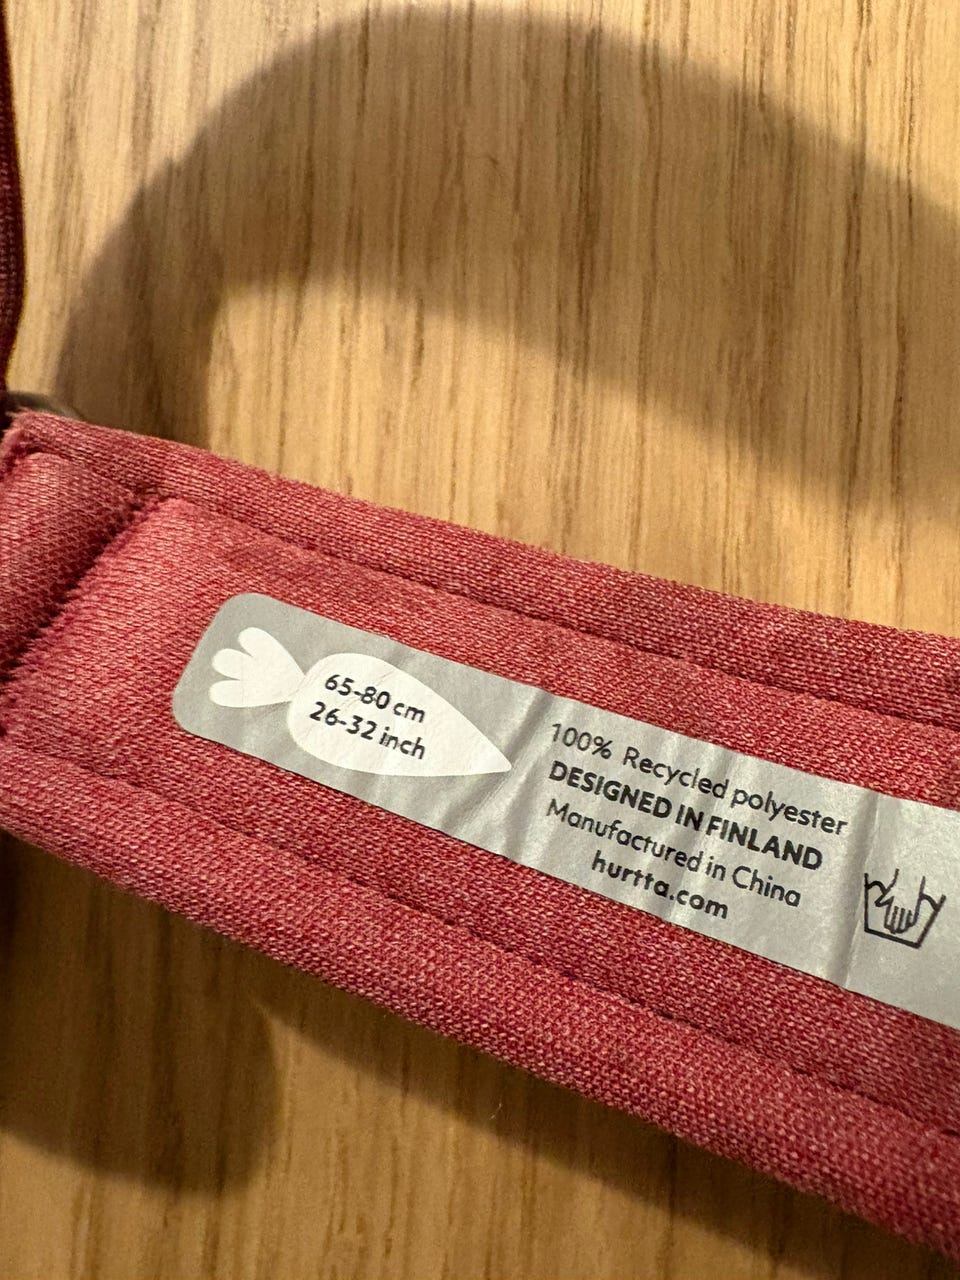 65-80 cm
26-32 inch
100% Recycled polyester
DESIGNED IN FINLAND
Manufactured in China
hurtta.com